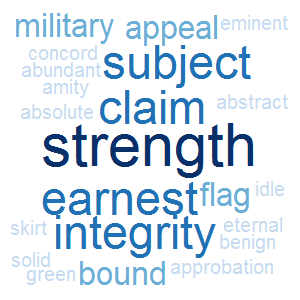 military appeal eminent
concord
abundant subject
amity
absolute claim abstract
strength
earnest flag idle
skirt integrity eternal
benign
solid
green bound approbation